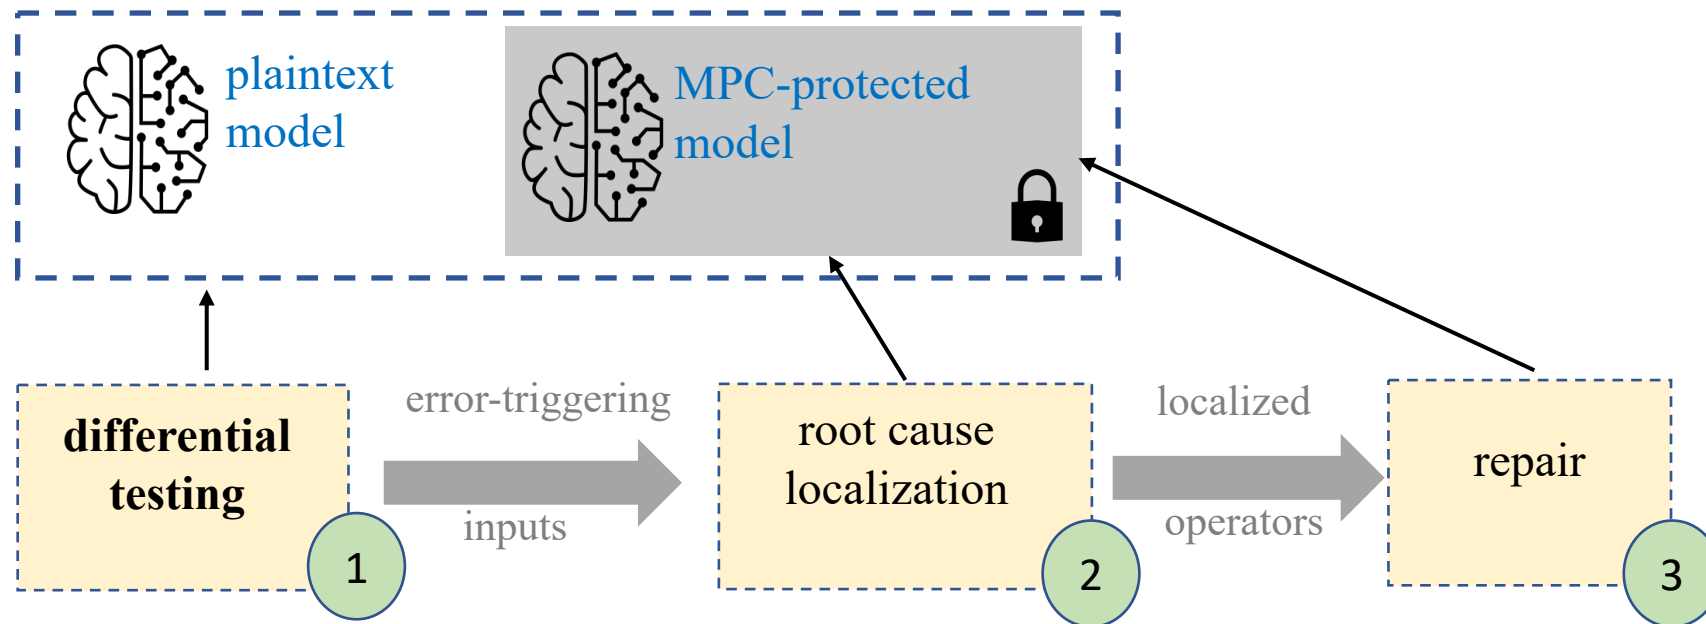 plaintext
model
MPC-protected
model
differential
testing
1
error-triggering
inputs
root cause
localization
2
localized
operators
repair
3